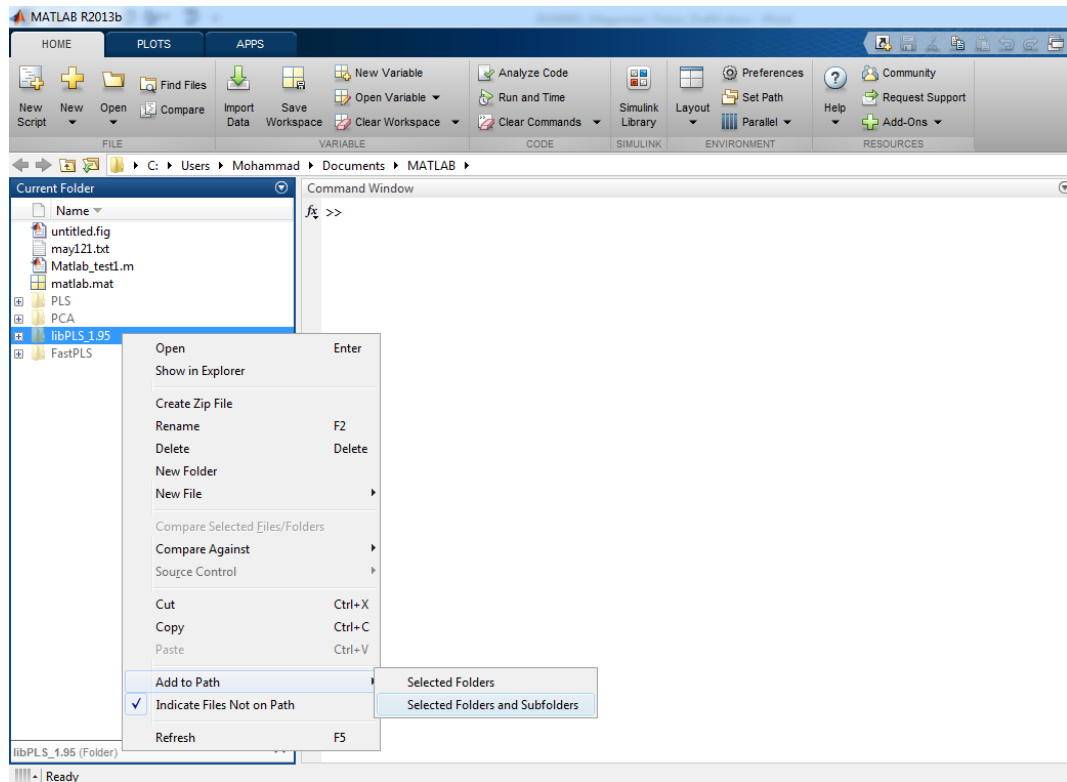 MATLAB R2013b
HOME PLOTS APPS
New Script
New
Open
Find Files
Compare
Import Data
Save Workspace
New Variable
Open Variable
Clear Workspace
Analyze Code
Run and Time
Clear Commands
Simulink Library
Layout
Preferences
Set Path
Parallel
Help
Community
Request Support
Add-Ons
FILE VARIABLE CODE SIMULINK ENVIRONMENT RESOURCES
C: Users Mohammad Documents MATLAB
Current Folder
Name
untitled.fig
may121.txt
Matlab_test1.m
matlab.mat
PLS
PCA
libPLS_1.95
FastPLS
Command Window
fx >>
Open Enter
Show in Explorer
Create Zip File
Rename F2
Delete Delete
New Folder
New File
Compare Selected Files/Folders
Compare Against
Source Control
Cut Ctrl+X
Copy Ctrl+C
Paste Ctrl+V
Add to Path
Indicate Files Not on Path
Refresh F5
Selected Folders
Selected Folders and Subfolders
libPLS_1.95 (Folder)
Ready